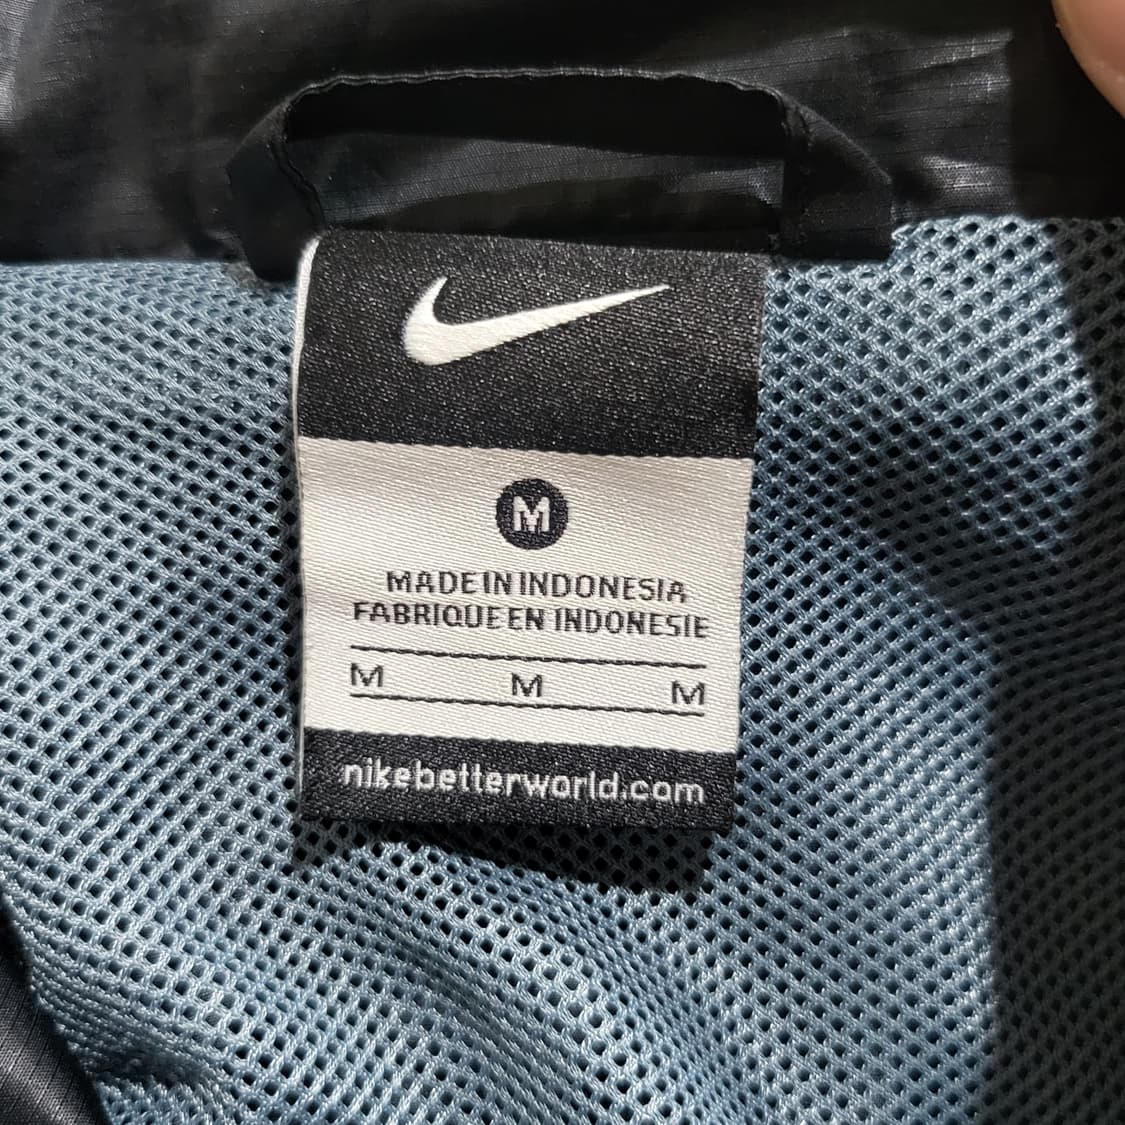 M
MADE IN INDONESIA
FABRIQUE EN INDONESIE
M M M
nikebetterworld.com